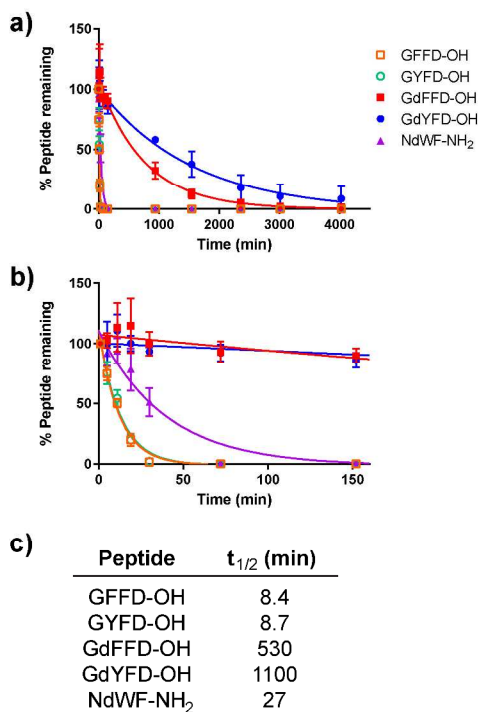 a)
% Peptide remaining
150
100
50
0
0 1000 2000 3000 4000
Time (min)
GFFD-OH
GYFD-OH
GdFFD-OH
GdYFD-OH
NdWF-NH2
b)
% Peptide remaining
150
100
50
0
0 50 100 150
Time (min)
c)
Peptide t1/2 (min)
GFFD-OH 8.4
GYFD-OH 8.7
GdFFD-OH 530
GdYFD-OH 1100
NdWF-NH2 27